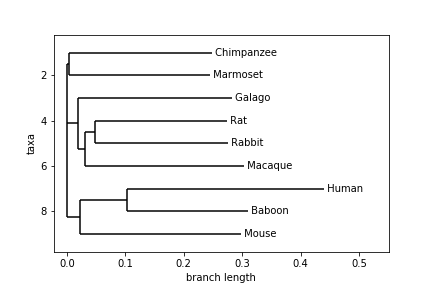 Chimpanzee
2
Marmoset
Galago
4
Rat
taxa
Rabbit
6
Macaque
Human
8
Baboon
Mouse
0.0 0.1 0.2 0.3 0.4 0.5
branch length